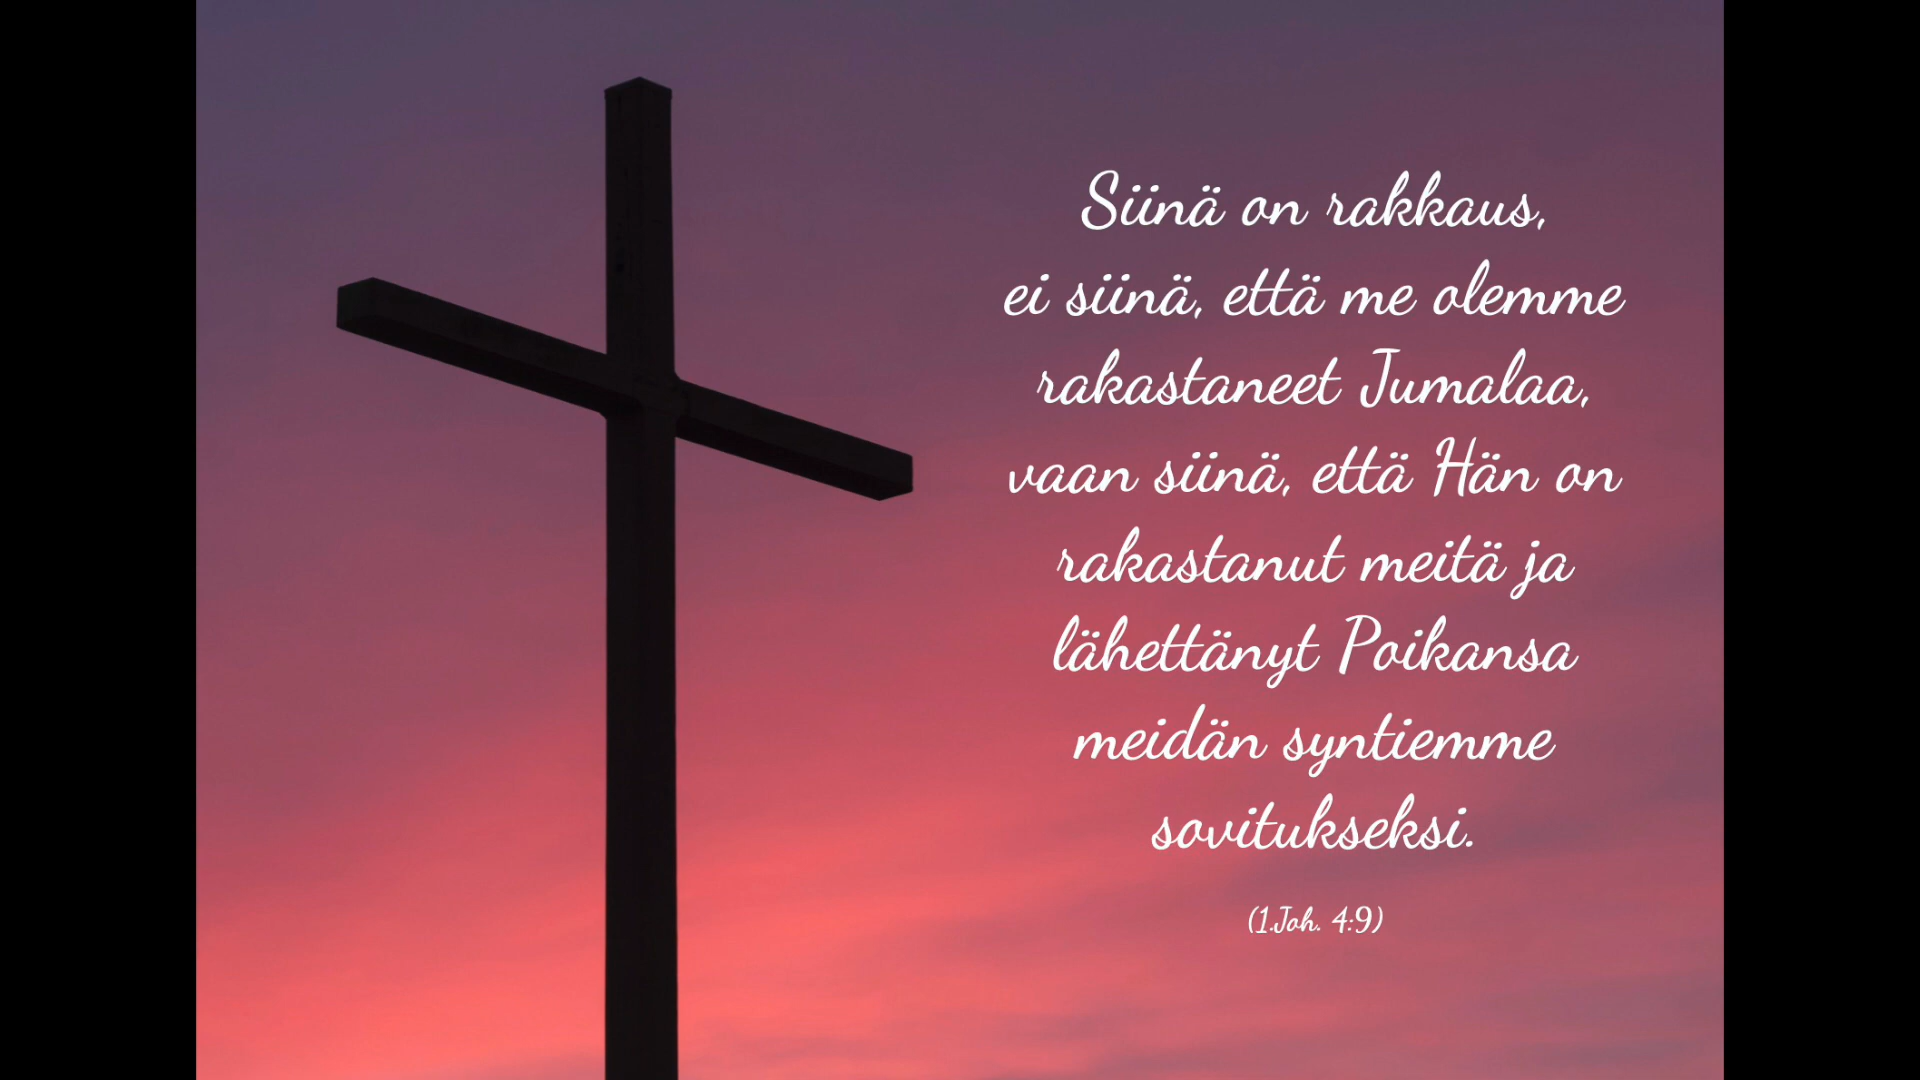 Siinä on rakkaus,
ei siinä, että me olemme
rakastaneet Jumalaa,
vaan siinä, että Hän on
rakastanut meitä ja
lähettänyt Poikansa
meidän syntiemme
sovitukseksi.
(1.Joh. 4:9)